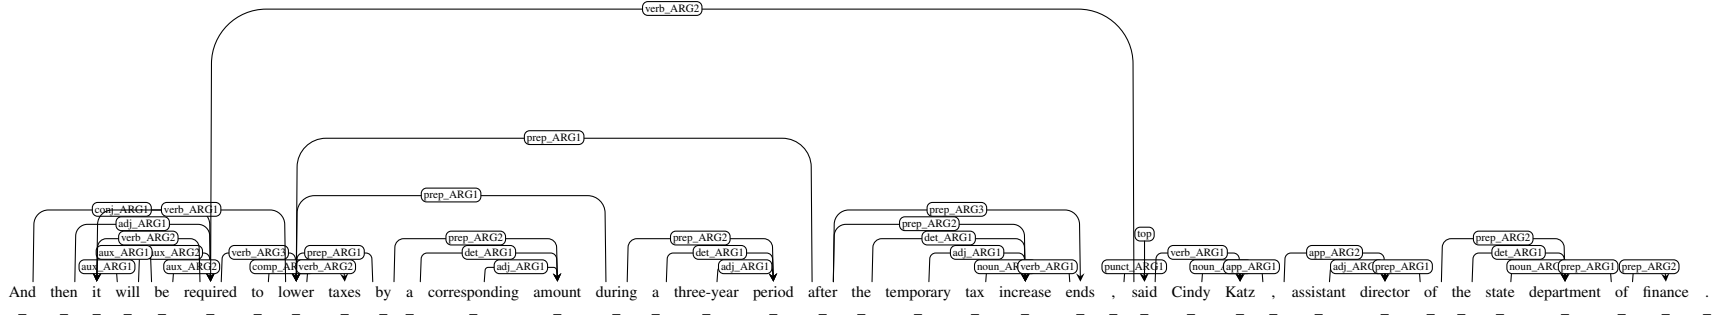 verb_ARG2
prep_ARG1
prep_ARG1
conj_ARG1 verb_ARG1 prep_ARG3
adj_ARG1 prep_ARG2
top
verb_ARG2 prep_ARG2 prep_ARG2 det_ARG1 prep_ARG2
aux_ARG1 aux_ARG2 verb_ARG3 prep_ARG1 det_ARG1 det_ARG1 adj_ARG1 verb_ARG1 app_ARG2 det_ARG1
aux_ARG1 aux_ARG2 verb_ARG2 adj_ARG1 adj_ARG1 verb_ARG1 punct_ARG1 app_ARG1 prep_ARG1 prep_ARG1 prep_ARG2
And then it will be required to lower taxes by a corresponding amount during a three-year period after the temporary tax increase ends , said Cindy Katz , assistant director of the state department of finance .
_ _ _ _ _ _ _ _ _ _ _ _ _ _ _ _ _ _ _ _ _ _ _ _ _ _ _ _ _ _ _ _ _ _ _ _ _